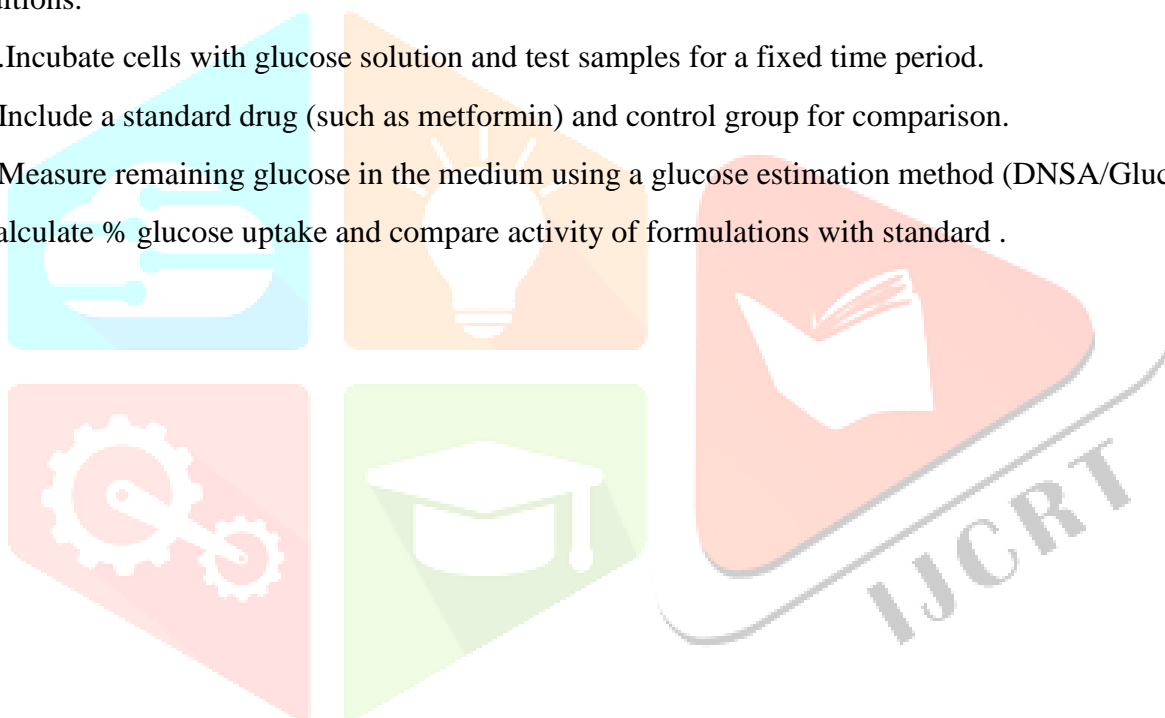 .Incubate cells with glucose solution and test samples for a fixed time period.
Include a standard drug (such as metformin) and control group for comparison.
Measure remaining glucose in the medium using a glucose estimation method
alculate % glucose uptake and compare activity of formulations with standard .
IJCRT